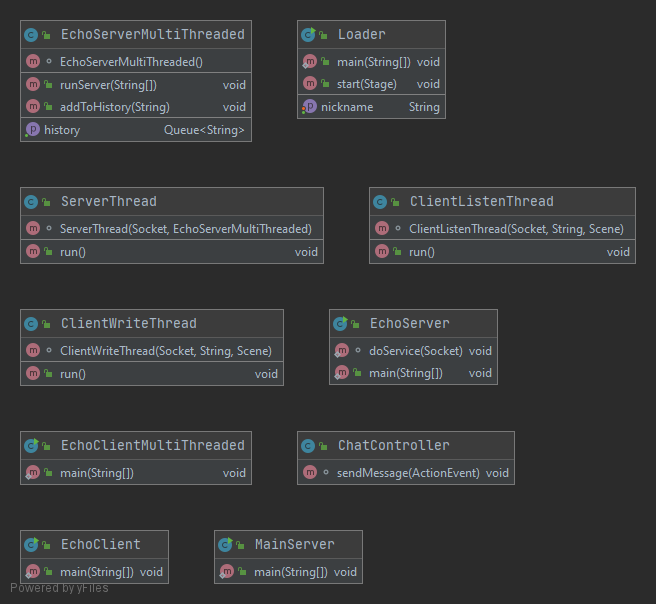 EchoServerMultiThreaded
EchoServerMultiThreaded()
runServer(String[]) void
addToHistory(String) void
history Queue<String>
Loader
main(String[]) void
start(Stage) void
nickname String
ServerThread
ServerThread(Socket, EchoServerMultiThreaded)
run() void
ClientListenThread
ClientListenThread(Socket, String, Scene)
run() void
ClientWriteThread
ClientWriteThread(Socket, String, Scene)
run() void
EchoServer
doService(Socket) void
main(String[]) void
EchoClientMultiThreaded
main(String[]) void
ChatController
sendMessage(ActionEvent) void
EchoClient
main(String[]) void
MainServer
main(String[]) void
Powered by yFiles